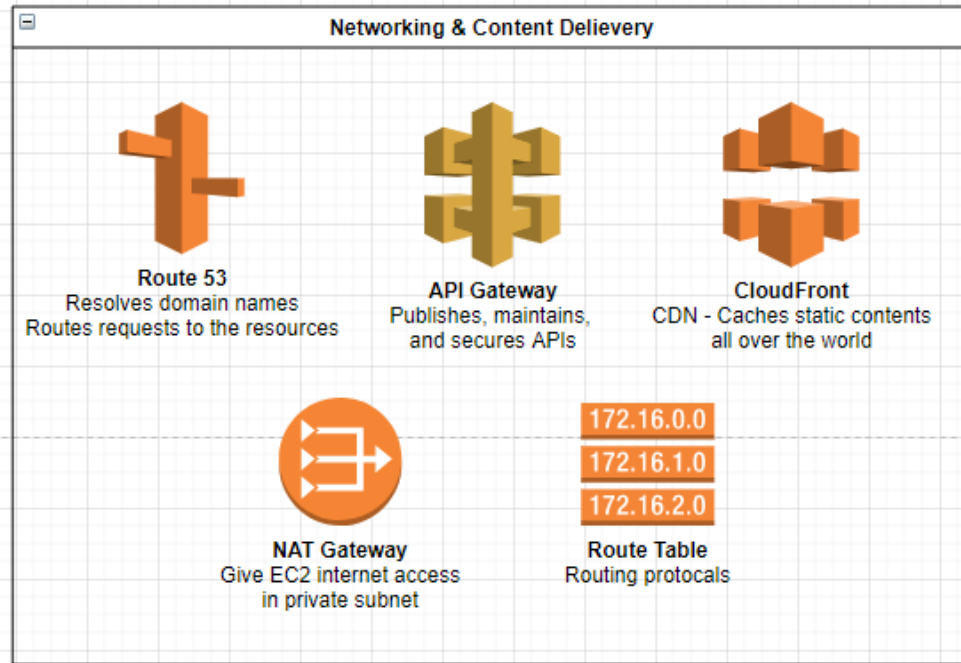 Networking & Content Delievery
Route 53
Resolves domain names
Routes requests to the resources
API Gateway
Publishes, maintains,
and secures APIs
CloudFront
CDN - Caches static contents
all over the world
NAT Gateway
Give EC2 internet access
in private subnet
172.16.0.0
172.16.1.0
172.16.2.0
Route Table
Routing protocals